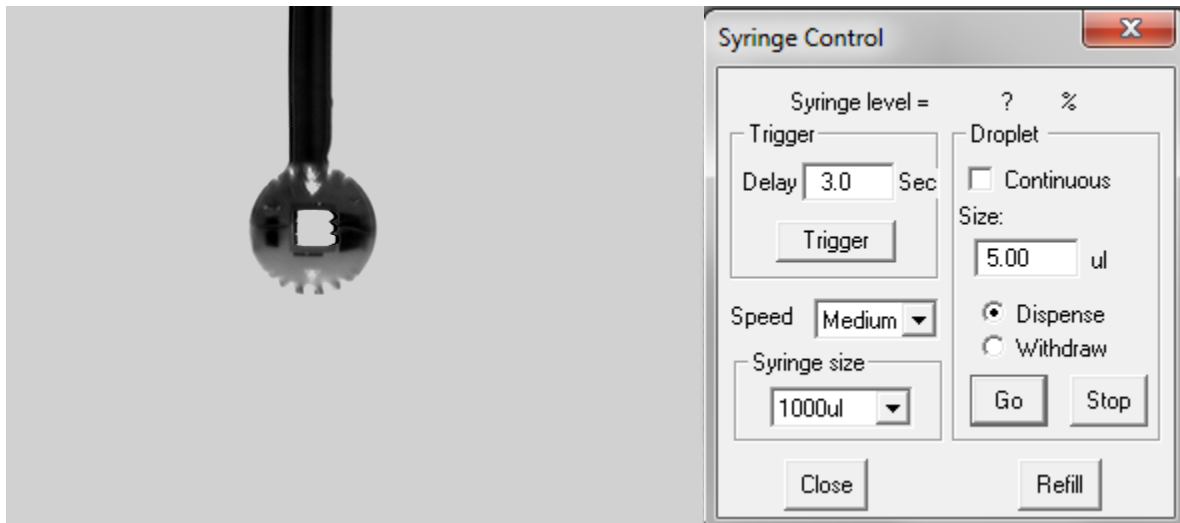 Syringe Control
Syringe level = ? %
Trigger
Delay 3.0 Sec
Trigger
Speed Medium
Syringe size
1000ul
Droplet
Continuous
Size:
5.00 ul
Dispense
Withdraw
Go Stop
Close Refill